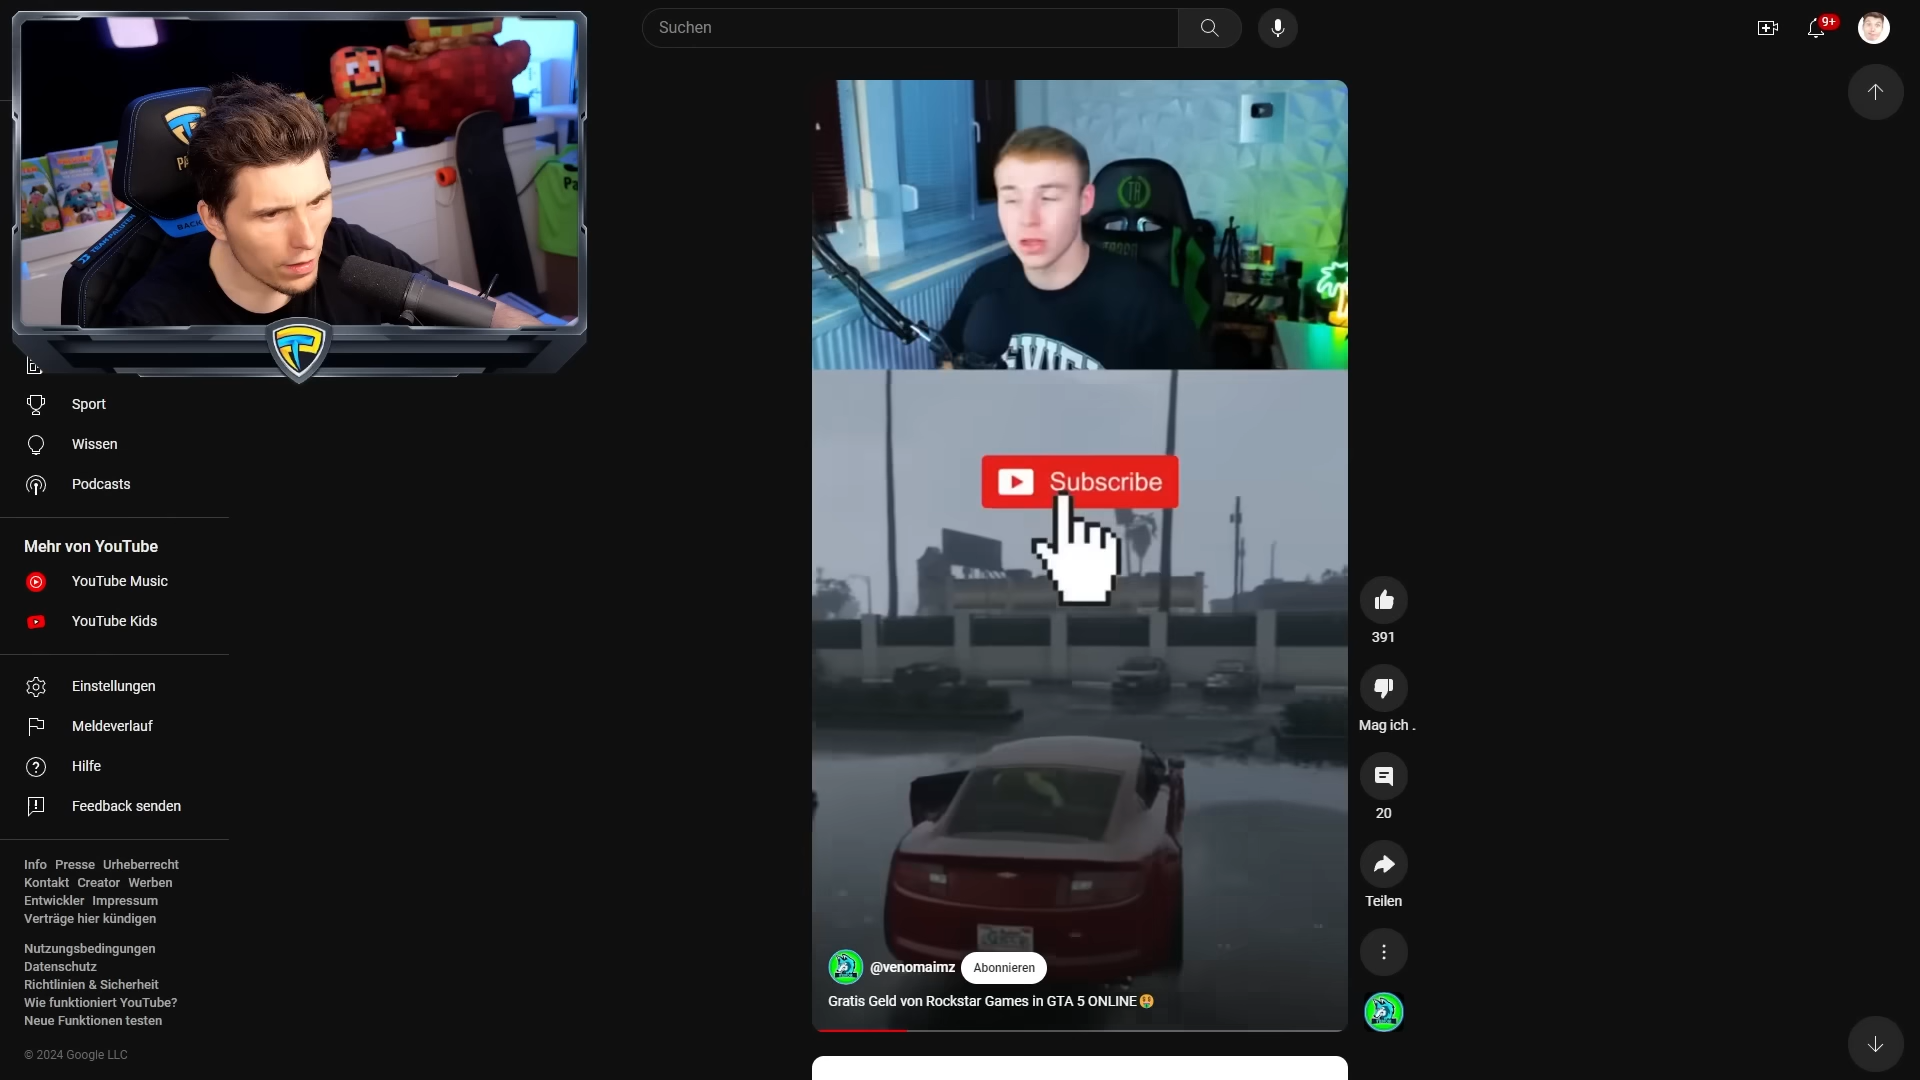 Suchen
9+
Sport
Wissen
Podcasts
Mehr von YouTube
YouTube Music
YouTube Kids
Einstellungen
Meldeverlauf
Hilfe
Feedback senden
Info Presse Urheberrecht
Kontakt Creator Werben
Entwickler Impressum
Verträge hier kündigen
Nutzungsbedingungen
Datenschutz
Richtlinien & Sicherheit
Wie funktioniert YouTube?
Neue Funktionen testen
© 2024 Google LLC
TR
Subscribe
@venomaimz Abonnieren
Gratis Geld von Rockstar Games in GTA 5 ONLINE🤑
391
Mag ich .
20
Teilen